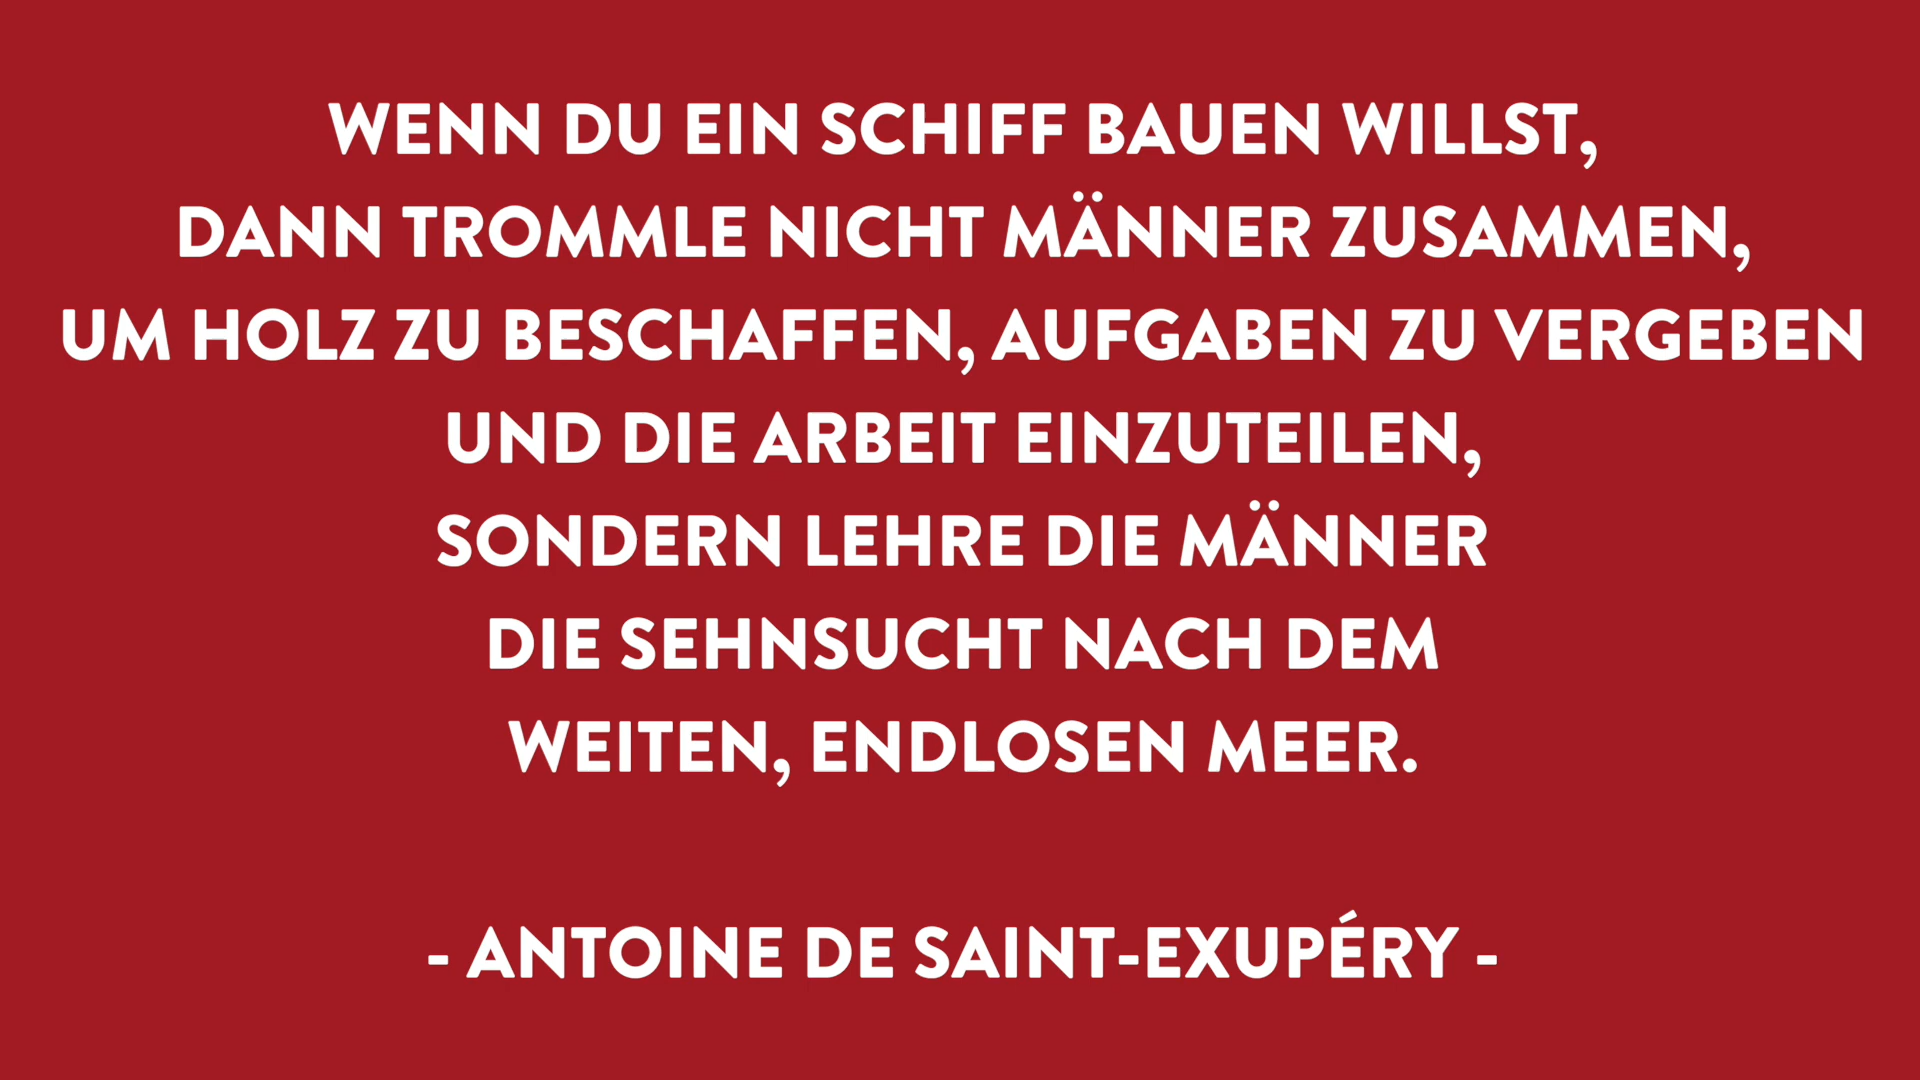 WENN DU EIN SCHIFF BAUEN WILLST,
DANN TROMMLE NICHT MÄNNER ZUSAMMEN,
UM HOLZ ZU BESCHAFFEN, AUFGABEN ZU VERGEBEN
UND DIE ARBEIT EINZUTEILEN,
SONDERN LEHRE DIE MÄNNER
DIE SEHNSUCHT NACH DEM
WEITEN, ENDLOSEN MEER.
- ANTOINE DE SAINT-EXUPÉRY -